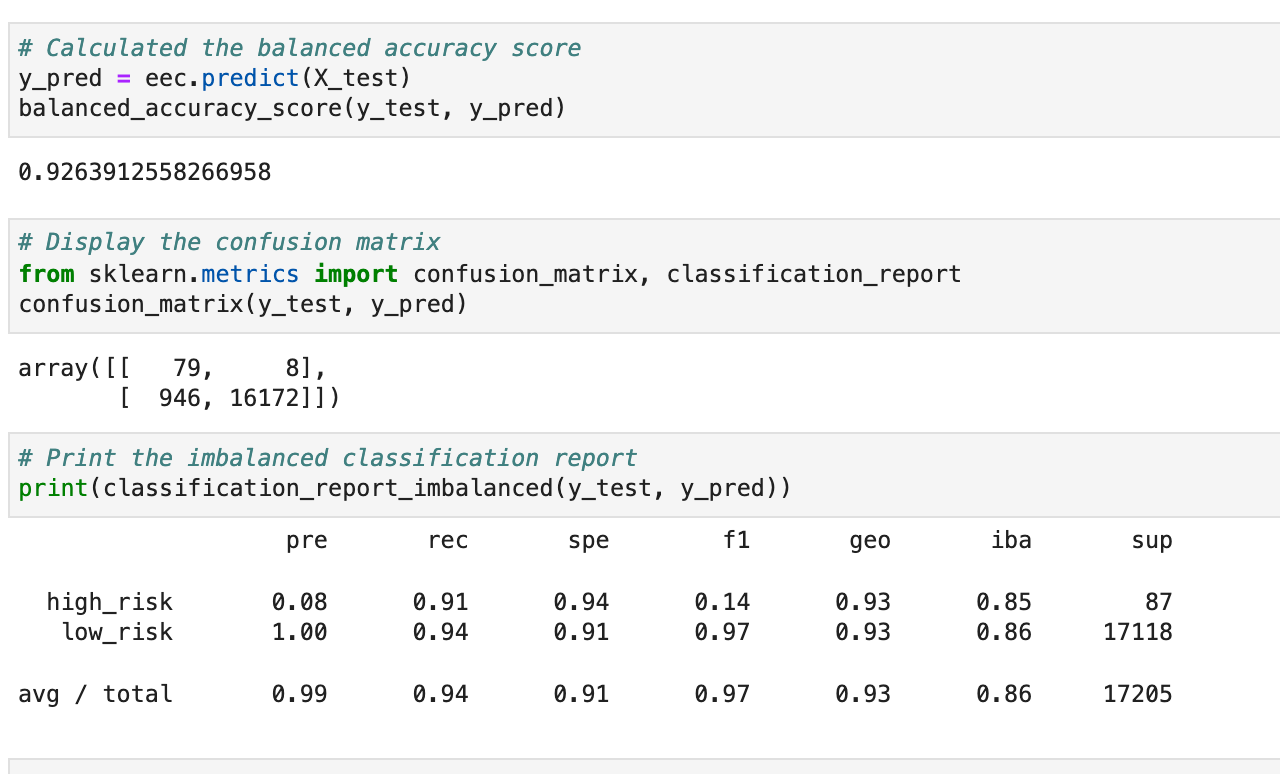 # Calculated the balanced accuracy score
y_pred = eec.predict(X_test)
balanced_accuracy_score(y_test, y_pred)
0.9263912558266958
# Display the confusion matrix
from sklearn.metrics import confusion_matrix, classification_report
confusion_matrix(y_test, y_pred)
array([[   79,     8],
       [  946, 16172]])
# Print the imbalanced classification report
print(classification_report_imbalanced(y_test, y_pred))
                   pre       rec       spe        f1       geo       iba       sup
  high_risk       0.08      0.91      0.94      0.14      0.93      0.85        87
   low_risk       1.00      0.94      0.91      0.97      0.93      0.86     17118
avg / total       0.99      0.94      0.91      0.97      0.93      0.86     17205